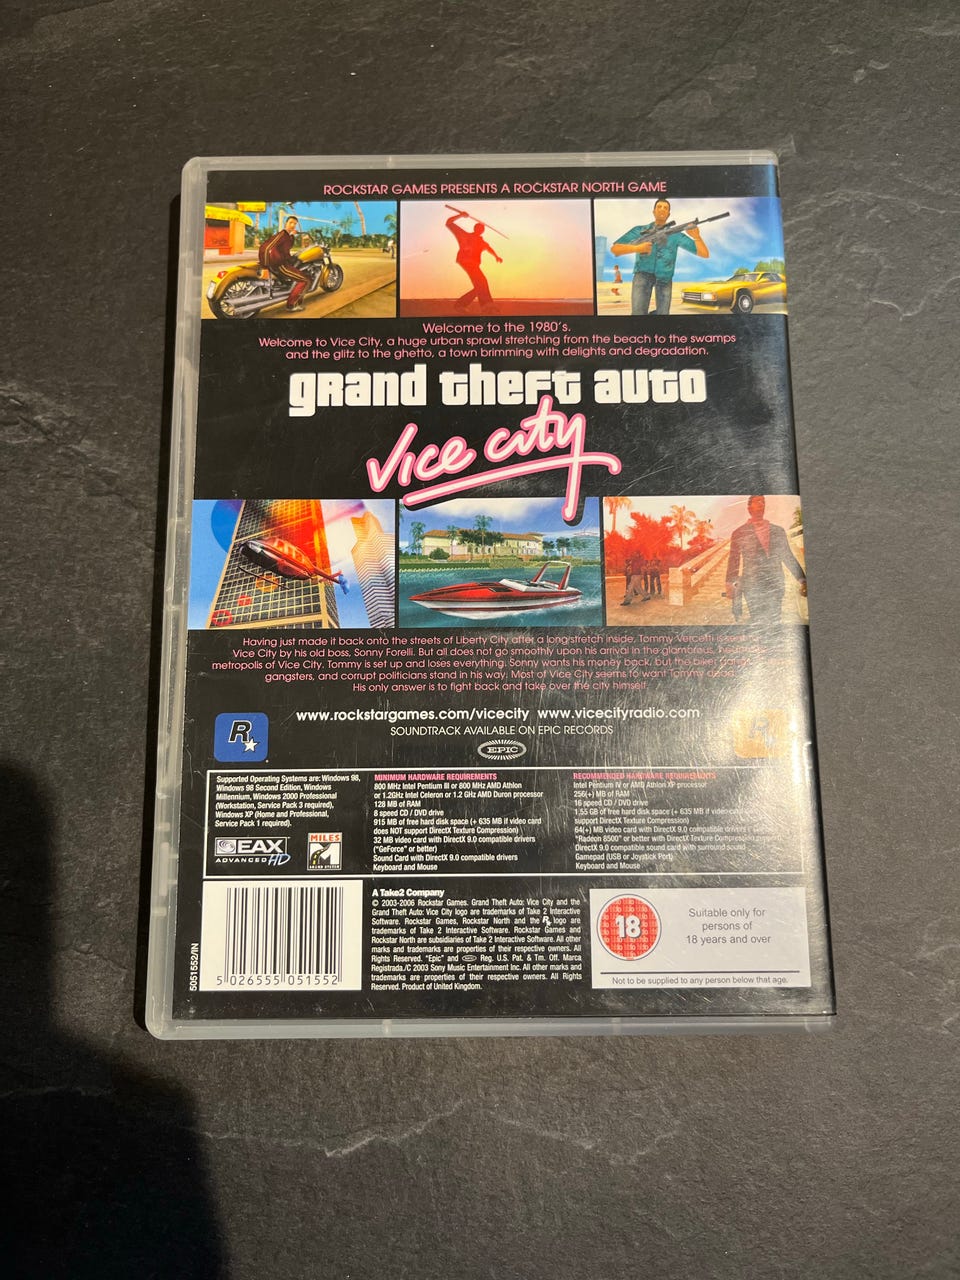 ROCKSTAR GAMES PRESENTS A ROCKSTAR NORTH GAME
Welcome to the 1980's.
Welcome to Vice City, a huge urban sprawl stretching from the beach to the swamps
and the glitz to the ghetto, a town brimming with delights and degradation.
grand theft auto
Vice City
Having just made it back onto the streets of Liberty City after a long stretch inside, Tommy Vercetti is
Vice City by his old boss, Sonny Forelli. But all does not go smoothly upon his arrival in the glamorous,
metropolis of Vice City. Tommy is set up and loses everything. Sonny wants his money back, but the biker
gangsters, and corrupt politicians stand in his way. Most of Vice City seems to want Tommy dead.
His only answer is to fight back and take over the city himself.
www.rockstargames.com/vicecity www.vicecityradio.com
SOUNDTRACK AVAILABLE ON EPIC RECORDS
R
R
EPIC
Supported Operating Systems are: Windows 98,
Windows 98 Second Edition, Windows
Millennium, Windows 2000 Professional
(Workstation, Service Pack 3 required),
Windows XP (Home and Professional,
Service Pack 1 required).
EAX
ADVANCED HD
MILES
SOUND SYSTEM
MINIMUM HARDWARE REQUIREMENTS
800 MHz Intel Pentium III or 800 MHz AMD Athlon
or 1.2GHz Intel Celeron or 1.2 GHz AMD Duron processor
128 MB of RAM
8 speed CD / DVD drive
915 MB of free hard disk space (+ 635 MB if video card
does NOT support DirectX Texture Compression)
32 MB video card with DirectX 9.0 compatible drivers
("GeForce" or better)
Sound Card with DirectX 9.0 compatible drivers
Keyboard and Mouse
RECOMMENDED HARDWARE REQUIREMENTS
Intel Pentium IV or AMD Athlon XP processor
256(+) MB of RAM
16 speed CD / DVD drive
1.55 GB of free hard disk space (+ 635 MB if video card
support DirectX Texture Compression)
64(+) MB video card with DirectX 9.0 compatible drivers
"Radeon 8500" or better with DirectX Texture Compression
DirectX 9.0 compatible sound card with surround sound
Gamepad (USB or Joystick Port)
Keyboard and Mouse
5051552/IN
5 026555 051552
A Take2 Company
© 2003-2006 Rockstar Games. Grand Theft Auto: Vice City and the
Grand Theft Auto: Vice City logo are trademarks of Take 2 Interactive
Software. Rockstar Games, Rockstar North and the R logo are
trademarks of Take 2 Interactive Software. Rockstar Games and
Rockstar North are subsidiaries of Take 2 Interactive Software. All other
marks and trademarks are properties of their respective owners. All
Rights Reserved. "Epic" and EPIC Reg. U.S. Pat. & Tm. Off. Marca
Registrada./C 2003 Sony Music Entertainment Inc. All other marks and
trademarks are properties of their respective owners. All Rights
Reserved. Product of United Kingdom.
18
Suitable only for
persons of
18 years and over
Not to be supplied to any person below that age.